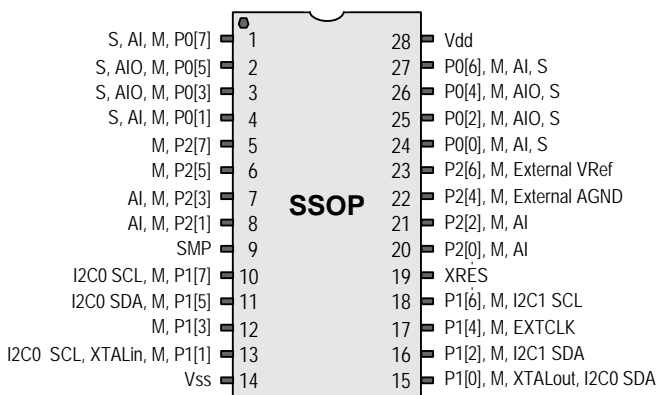 S, AI, M, P0[7] 1 28 Vdd
S, AIO, M, P0[5] 2 27 P0[6], M, AI, S
S, AIO, M, P0[3] 3 26 P0[4], M, AIO, S
S, AI, M, P0[1] 4 25 P0[2], M, AIO, S
M, P2[7] 5 24 P0[0], M, AI, S
M, P2[5] 6 23 P2[6], M, External VRef
AI, M, P2[3] 7 SSOP 22 P2[4], M, External AGND
AI, M, P2[1] 8 21 P2[2], M, AI
SMP 9 20 P2[0], M, AI
I2C0 SCL, M, P1[7] 10 19 XRES
I2C0 SDA, M, P1[5] 11 18 P1[6], M, I2C1 SCL
M, P1[3] 12 17 P1[4], M, EXTCLK
I2C0 SCL, XTALin, M, P1[1] 13 16 P1[2], M, I2C1 SDA
Vss 14 15 P1[0], M, XTALout, I2C0 SDA